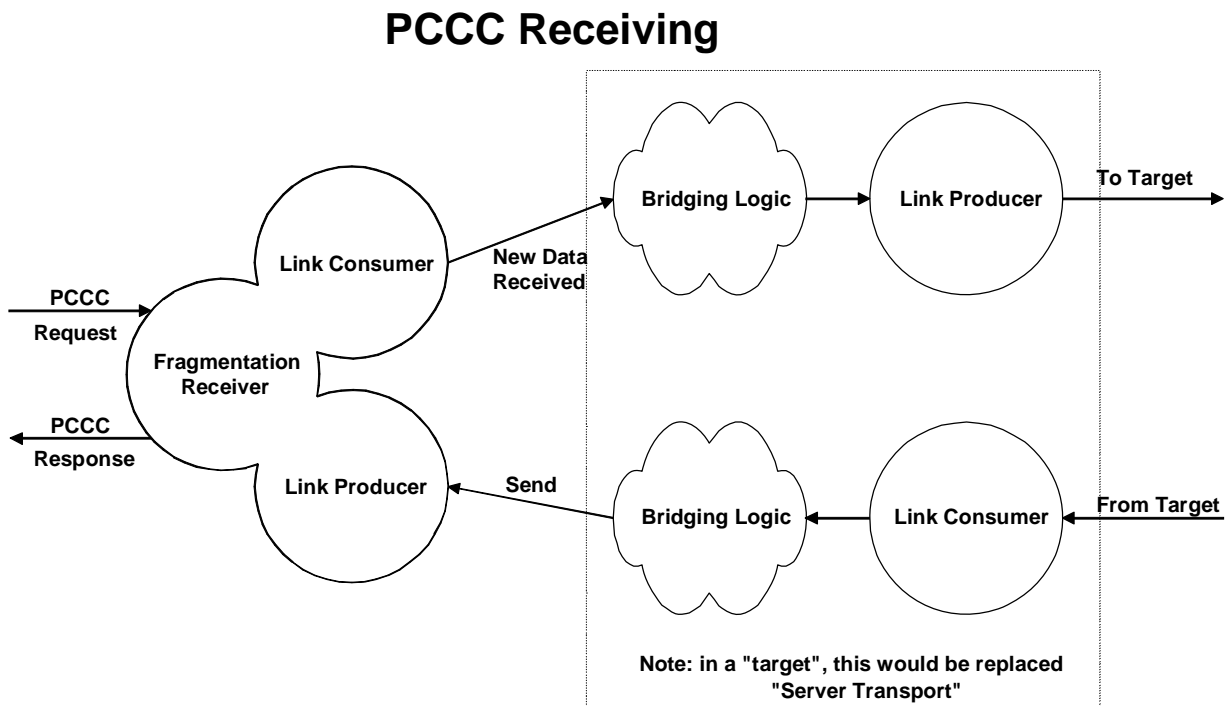 PCCC Receiving
Bridging Logic
Link Producer
To Target
Link Consumer
New Data
Received
PCCC
Request
Fragmentation
Receiver
PCCC
Response
Link Producer
Send
Bridging Logic
Link Consumer
From Target
Note: in a "target", this would be replaced
"Server Transport"